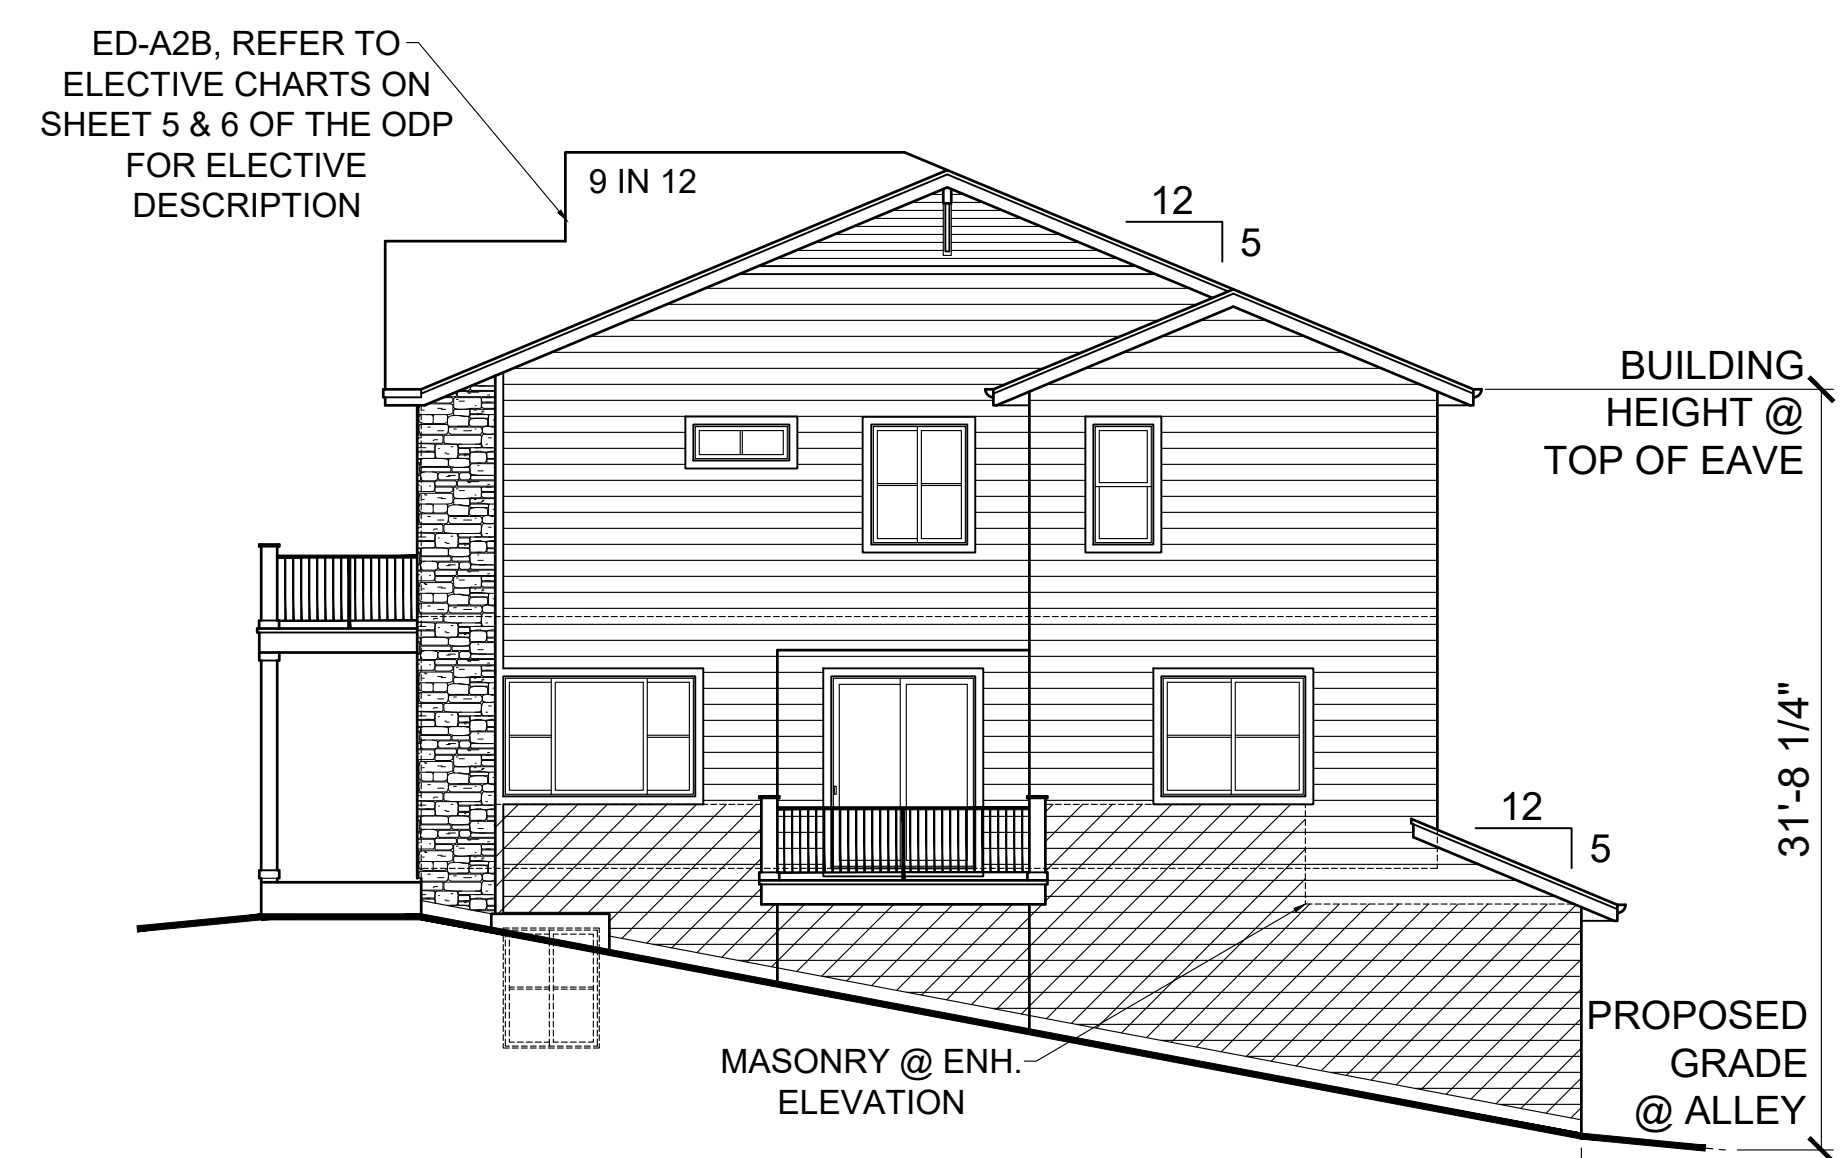 ED-A2B, REFER TO
ELECTIVE CHARTS ON
SHEET 5 & 6 OF THE ODP
FOR ELECTIVE
DESCRIPTION
9 IN 12
12
5
BUILDING
HEIGHT @
TOP OF EAVE
31'-8 1/4"
12
5
PROPOSED
GRADE
@ ALLEY
MASONRY @ ENH.
ELEVATION